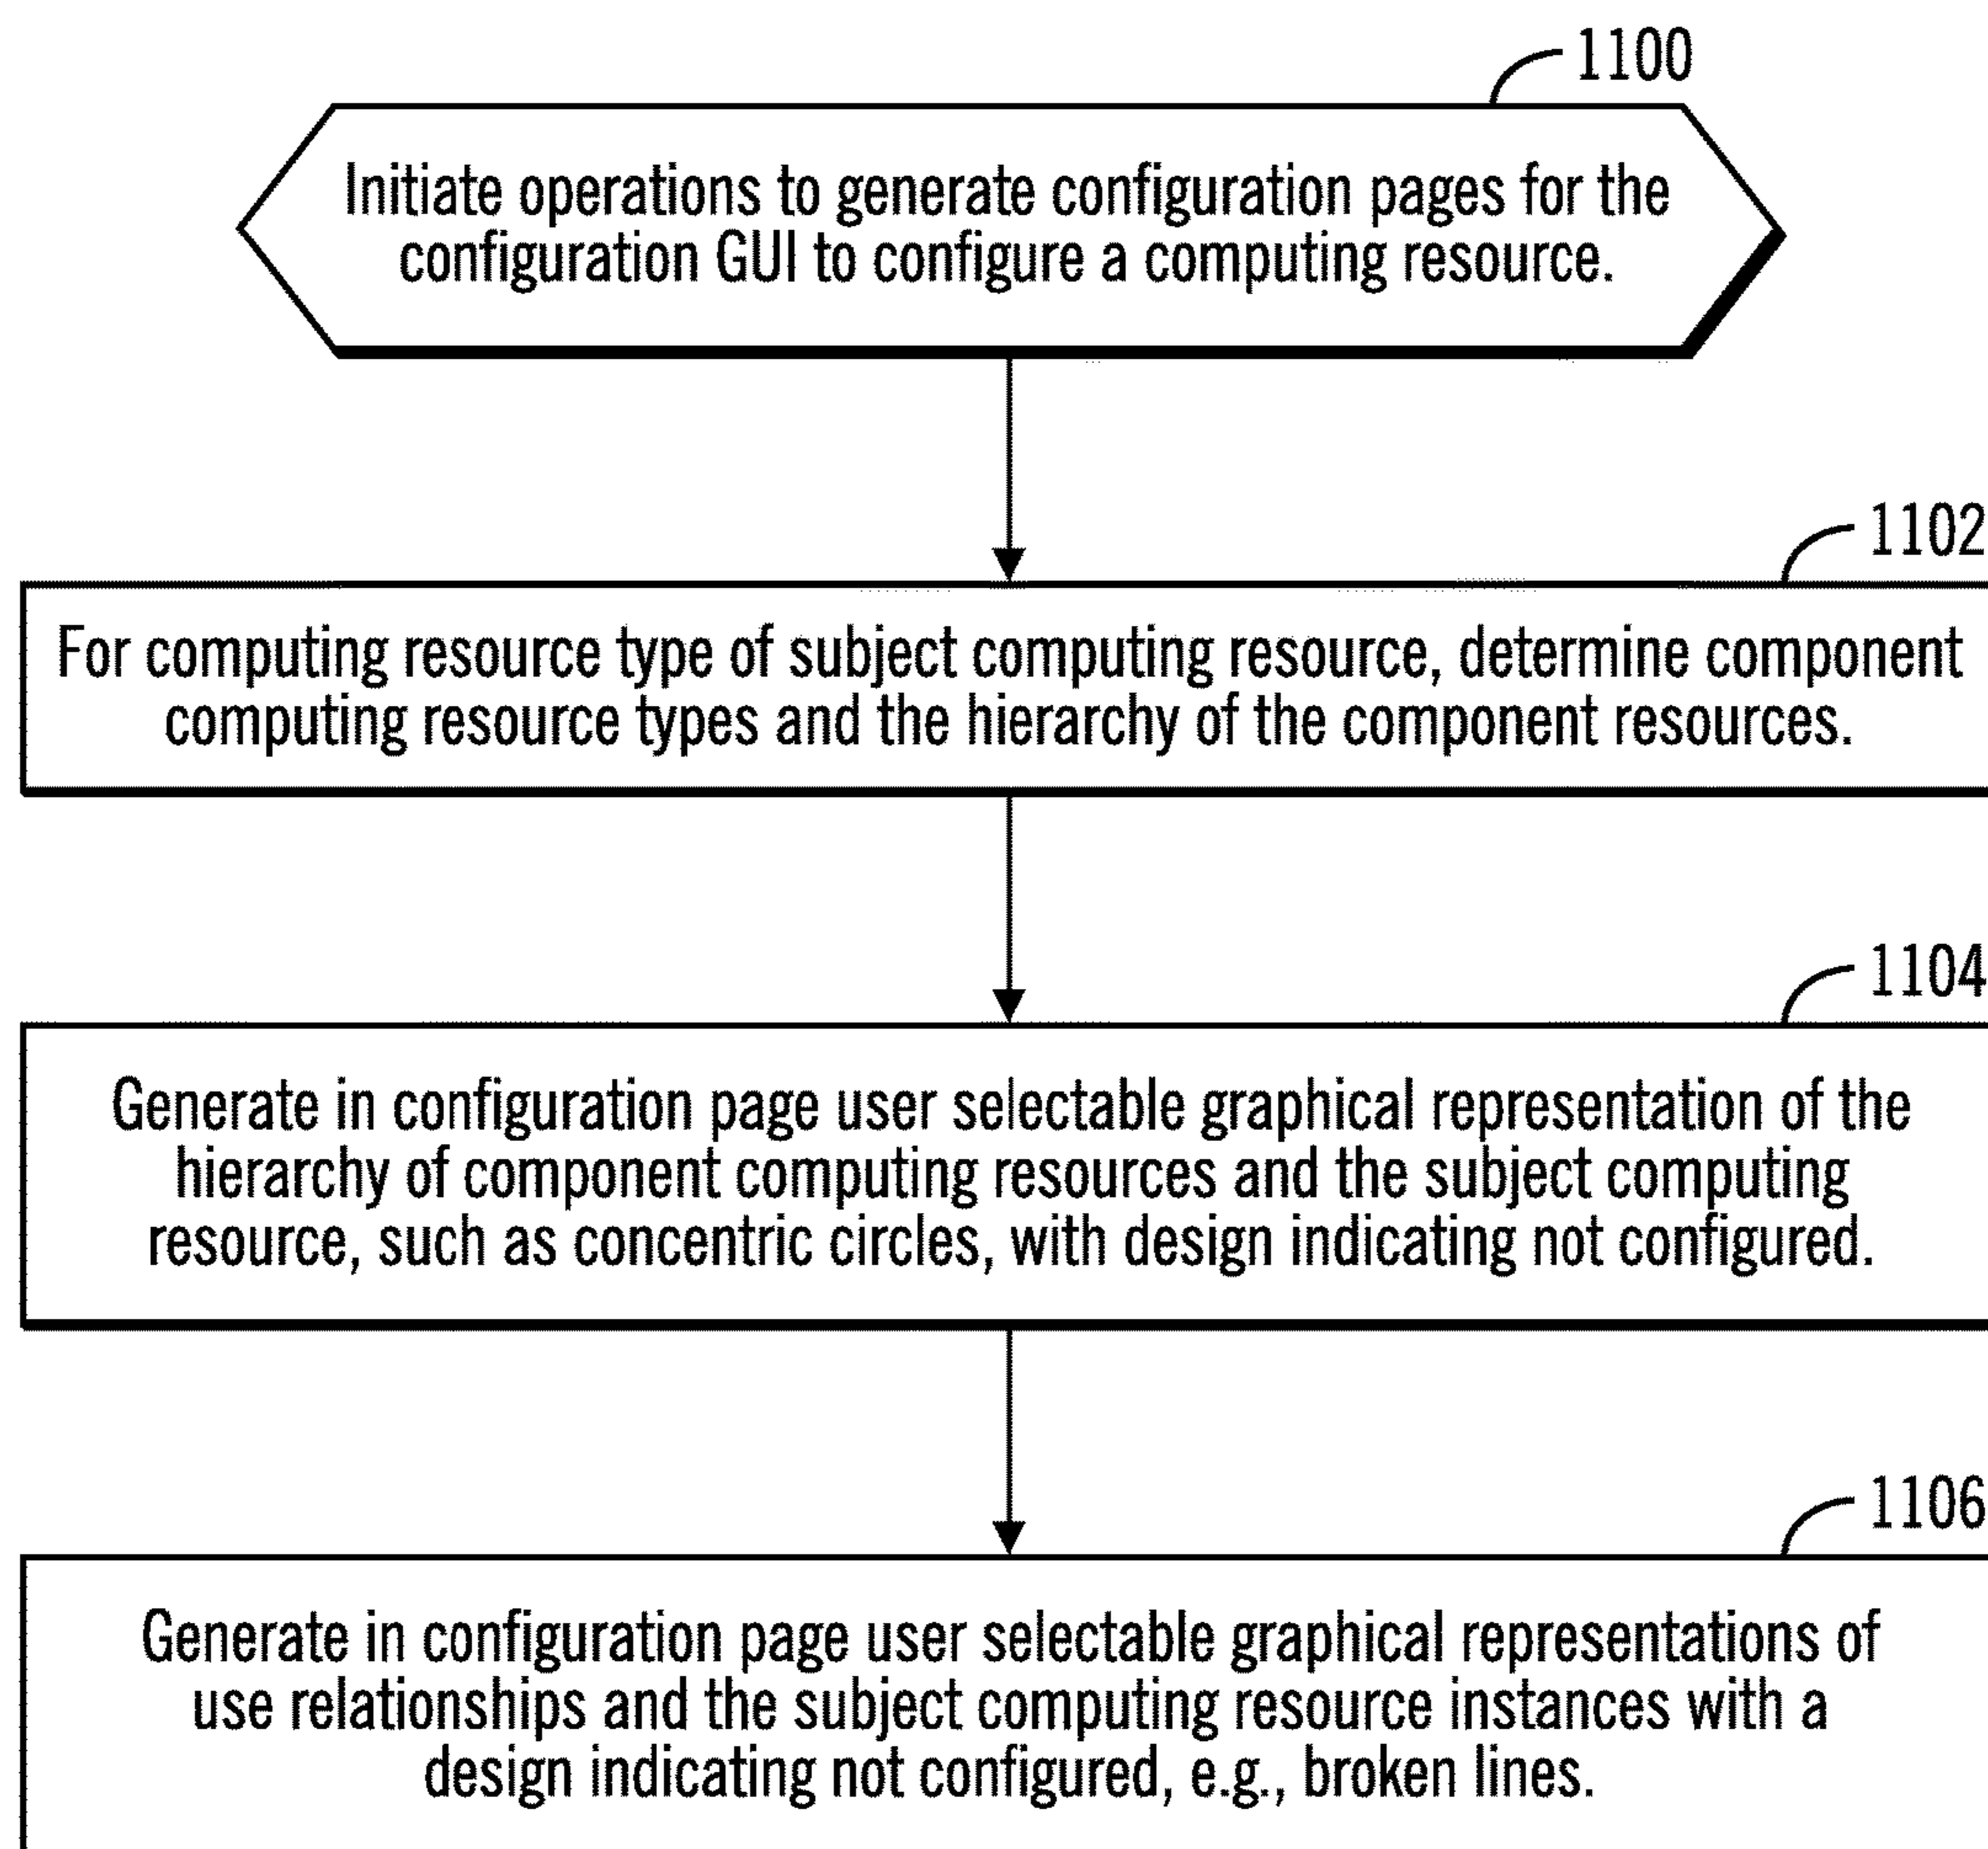 1100
Initiate operations to generate configuration pages for the
configuration GUI to configure a computing resource.
1102
For computing resource type of subject computing resource, determine component
computing resource types and the hierarchy of the component resources.
1104
Generate in configuration page user selectable graphical representation of the
hierarchy of component computing resources and the subject computing
resource, such as concentric circles, with design indicating not configured.
1106
Generate in configuration page user selectable graphical representations of
use relationships and the subject computing resource instances with a
design indicating not configured, e.g., broken lines.